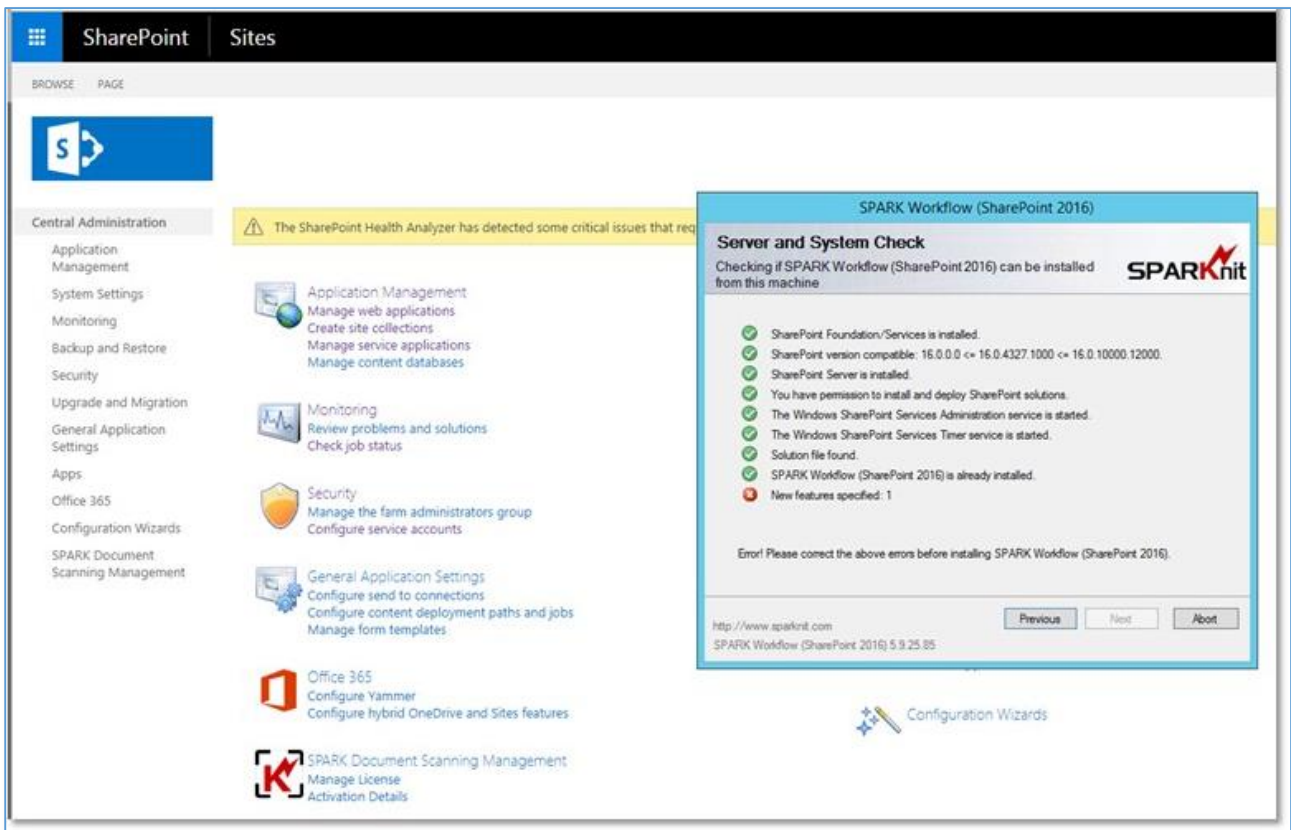 SharePoint
Sites
BROWSE PAGE
S
Central Administration
Application
Management
System Settings
Monitoring
Backup and Restore
Security
Upgrade and Migration
General Application
Settings
Apps
Office 365
Configuration Wizards
SPARK Document
Scanning Management
The SharePoint Health Analyzer has detected some critical issues that req
Application Management
Manage web applications
Create site collections
Manage service applications
Manage content databases
Monitoring
Review problems and solutions
Check job status
Security
Manage the farm administrators group
Configure service accounts
General Application Settings
Configure send to connections
Configure content deployment paths and jobs
Manage form templates
Office 365
Configure Yammer
Configure hybrid OneDrive and Sites features
K
SPARK Document Scanning Management
Manage License
Activation Details
SPARK Workflow (SharePoint 2016)
Server and System Check
Checking if SPARK Workflow (SharePoint 2016) can be installed
from this machine
SPARKnit
SharePoint Foundation/Services is installed.
SharePoint version compatible: 16.0.0.0 <= 16.0.4327.1000 <= 16.0.10000.12000.
SharePoint Server is installed.
You have permission to install and deploy SharePoint solutions.
The Windows SharePoint Services Administration service is started.
The Windows SharePoint Services Timer service is started.
Solution file found.
SPARK Workflow (SharePoint 2016) is already installed.
New features specified: 1
Error! Please correct the above errors before installing SPARK Workflow (SharePoint 2016).
http://www.sparknit.com
SPARK Workflow (SharePoint 2016) 5.9.25.85
Previous
Next
Abort
Configuration Wizards